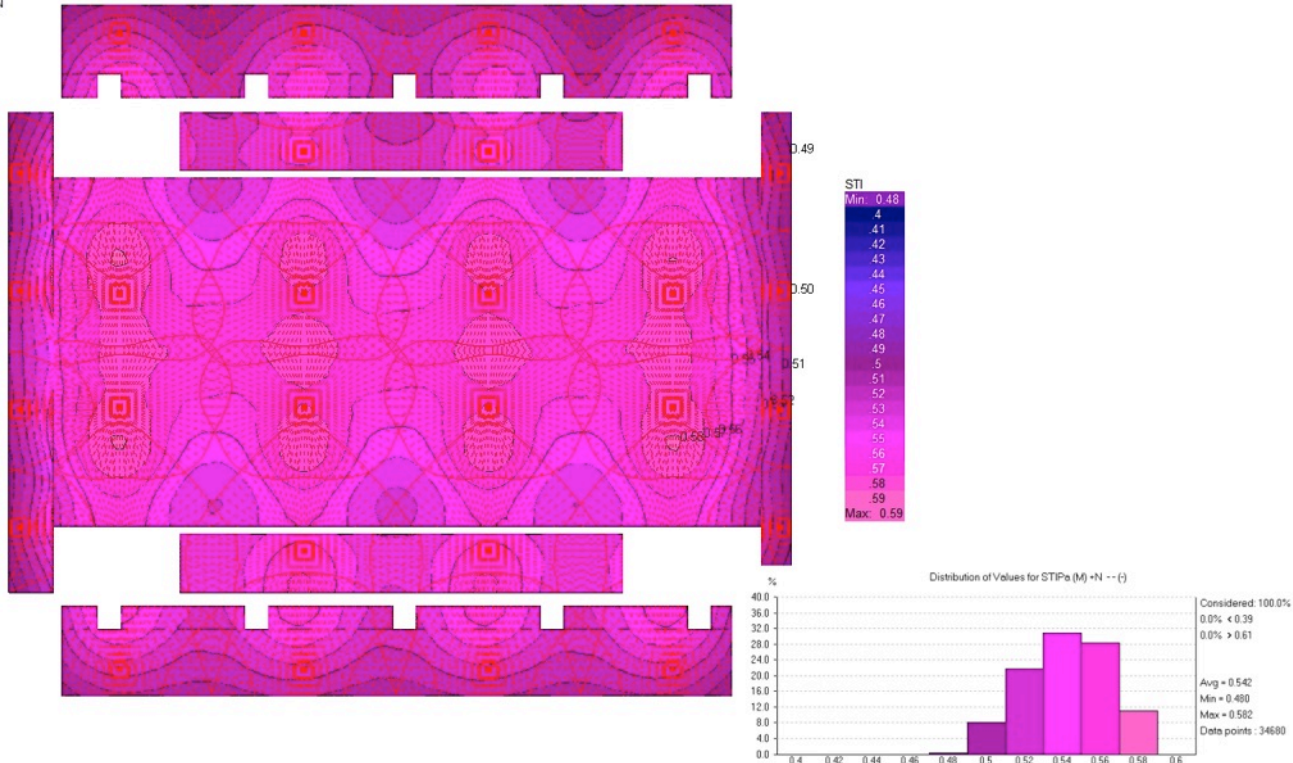 0.49
0.50
0.51
STI
Min: 0.48
.4
.41
.42
.43
.44
.45
.46
.47
.48
.49
.5
.51
.52
.53
.54
.55
.56
.57
.58
.59
Max: 0.59
Distribution of Values for STIPa (M) +N -- (-)
%
40.0
36.0
32.0
28.0
24.0
20.0
16.0
12.0
8.0
4.0
0.0
0.4 0.42 0.44 0.46 0.48 0.5 0.52 0.54 0.56 0.58 0.6
Considered: 100.0%
0.0% < 0.39
0.0% > 0.61
Avg = 0.542
Min = 0.480
Max = 0.582
Data points : 34680